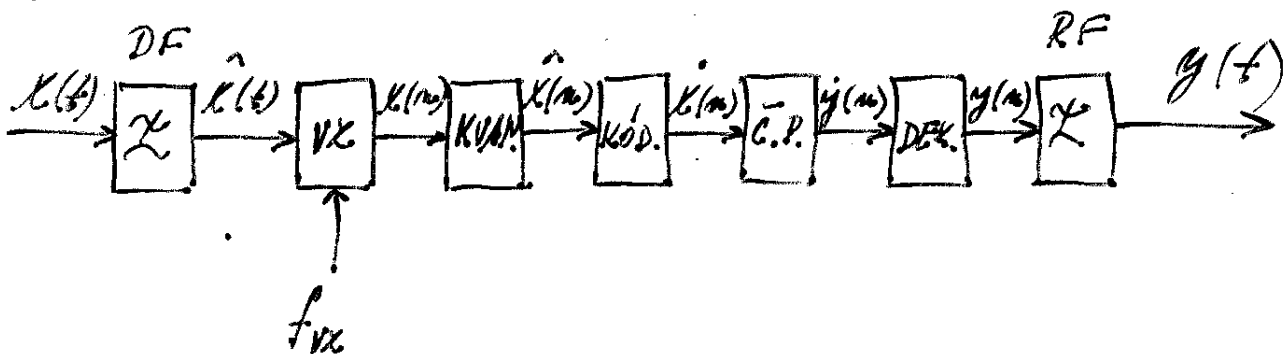 DF RF
x(t) x̂(t) x(n) x̂(n) ẋ(n) ẏ(n) y(n) y(t)
VZ KVAN. KÓD. Č.P. DEK.
f_VZ